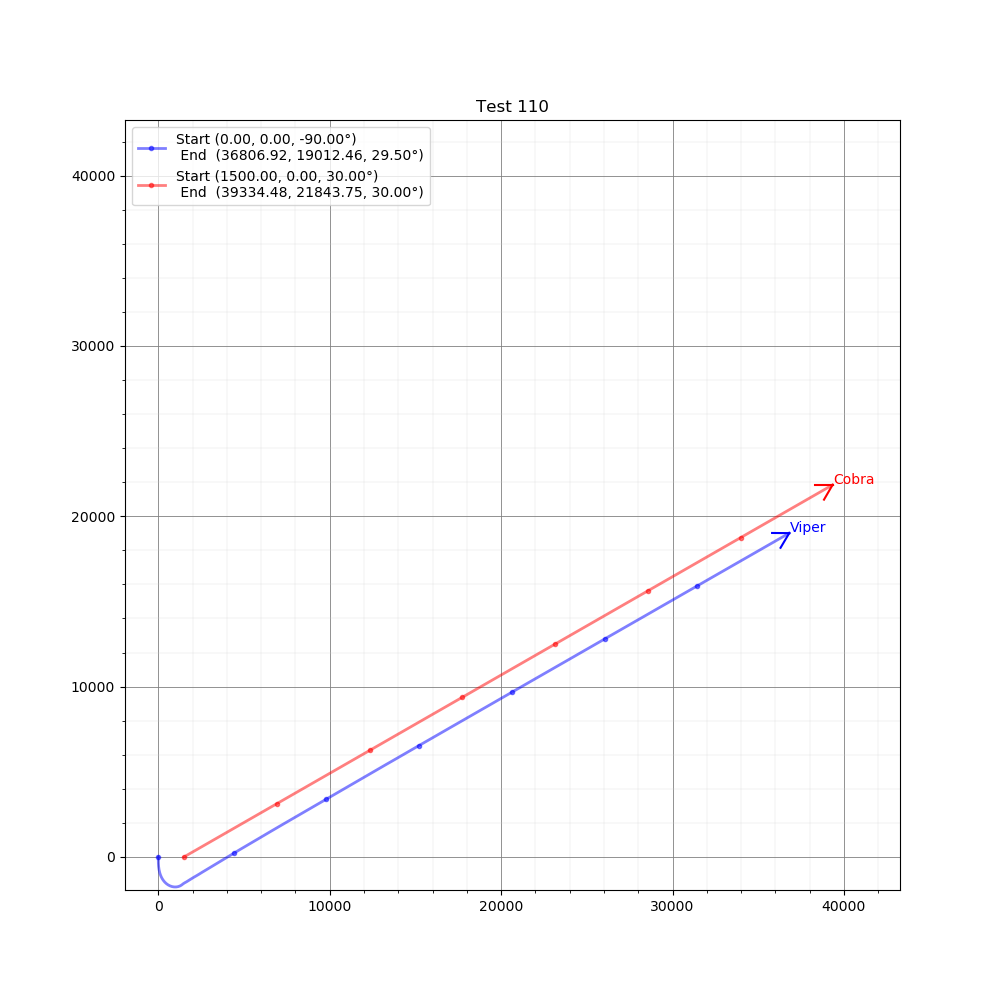 Test 110
Start (0.00, 0.00, -90.00°)
End  (36806.92, 19012.46, 29.50°)
Start (1500.00, 0.00, 30.00°)
End  (39334.48, 21843.75, 30.00°)
40000
30000
20000
10000
0
Cobra
Viper
0
10000
20000
30000
40000